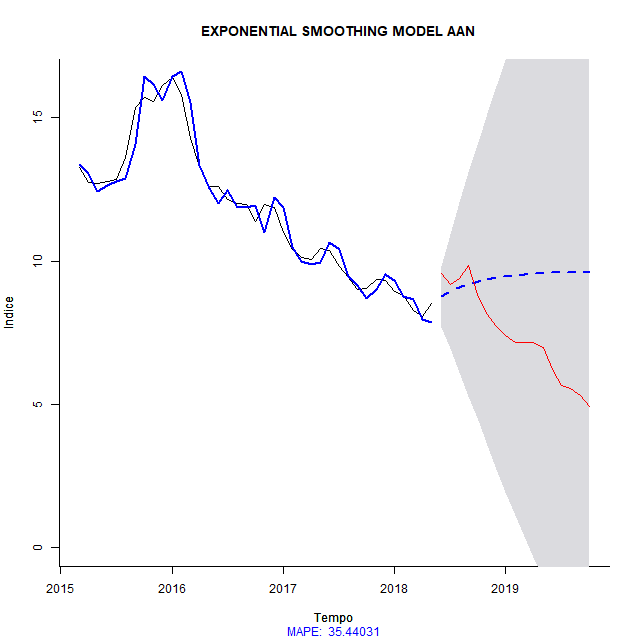 EXPONENTIAL SMOOTHING MODEL AAN
15
10
5
0
Indice
2015 2016 2017 2018 2019
Tempo
MAPE: 35.44031